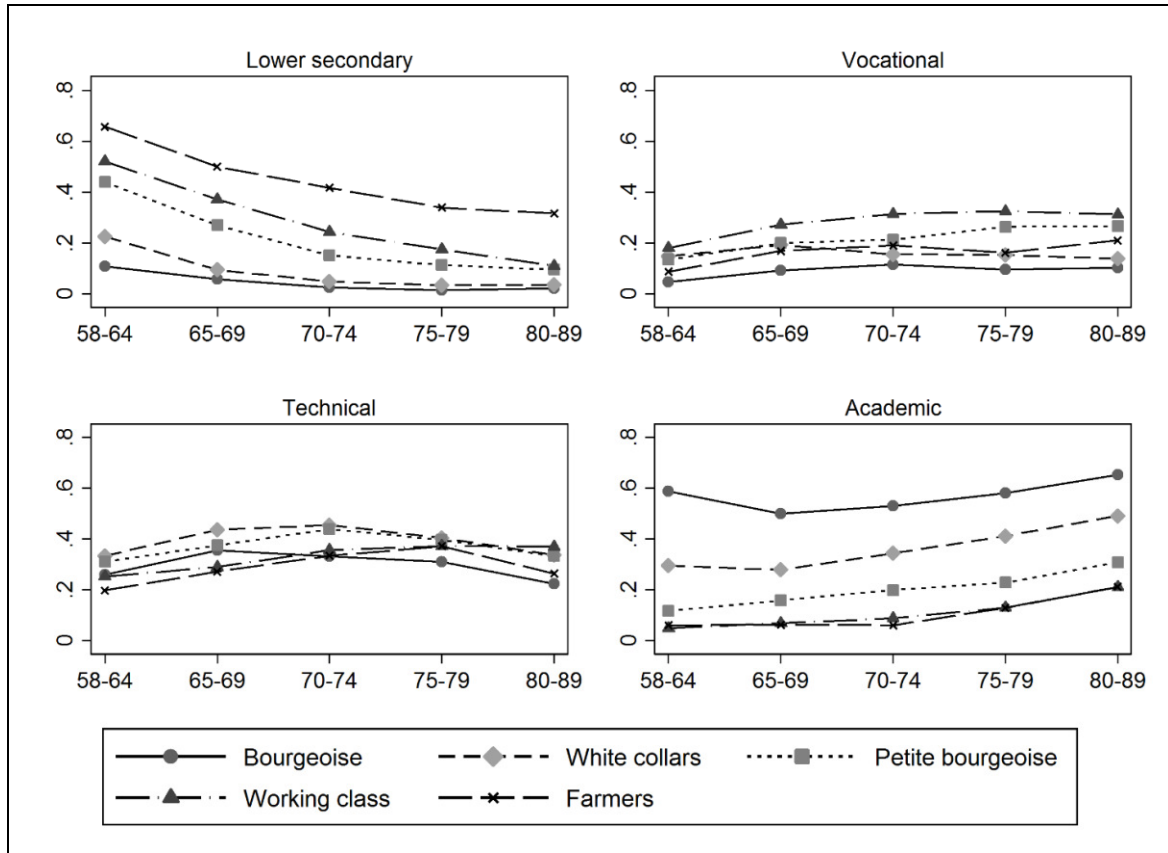 Lower secondary
.8
.6
.4
.2
0
58-64 65-69 70-74 75-79 80-89
Vocational
.8
.6
.4
.2
0
58-64 65-69 70-74 75-79 80-89
Technical
.8
.6
.4
.2
0
58-64 65-69 70-74 75-79 80-89
Academic
.8
.6
.4
.2
0
58-64 65-69 70-74 75-79 80-89
Bourgeoise White collars Petite bourgeoise
Working class Farmers